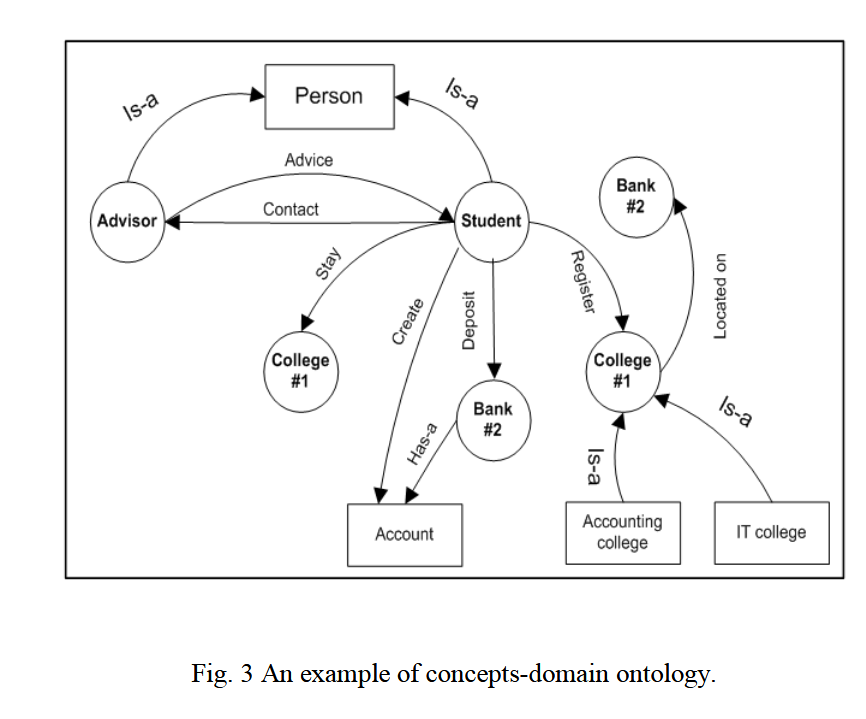 Is-a
Person
Is-a
Advice
Bank
#2
Advisor
Contact
Student
Stay
Register
Located on
Create
Deposit
College
#1
College
#1
Bank
#2
Is-a
Has-a
Is-a
Account
Accounting
college
IT college
Fig. 3 An example of concepts-domain ontology.